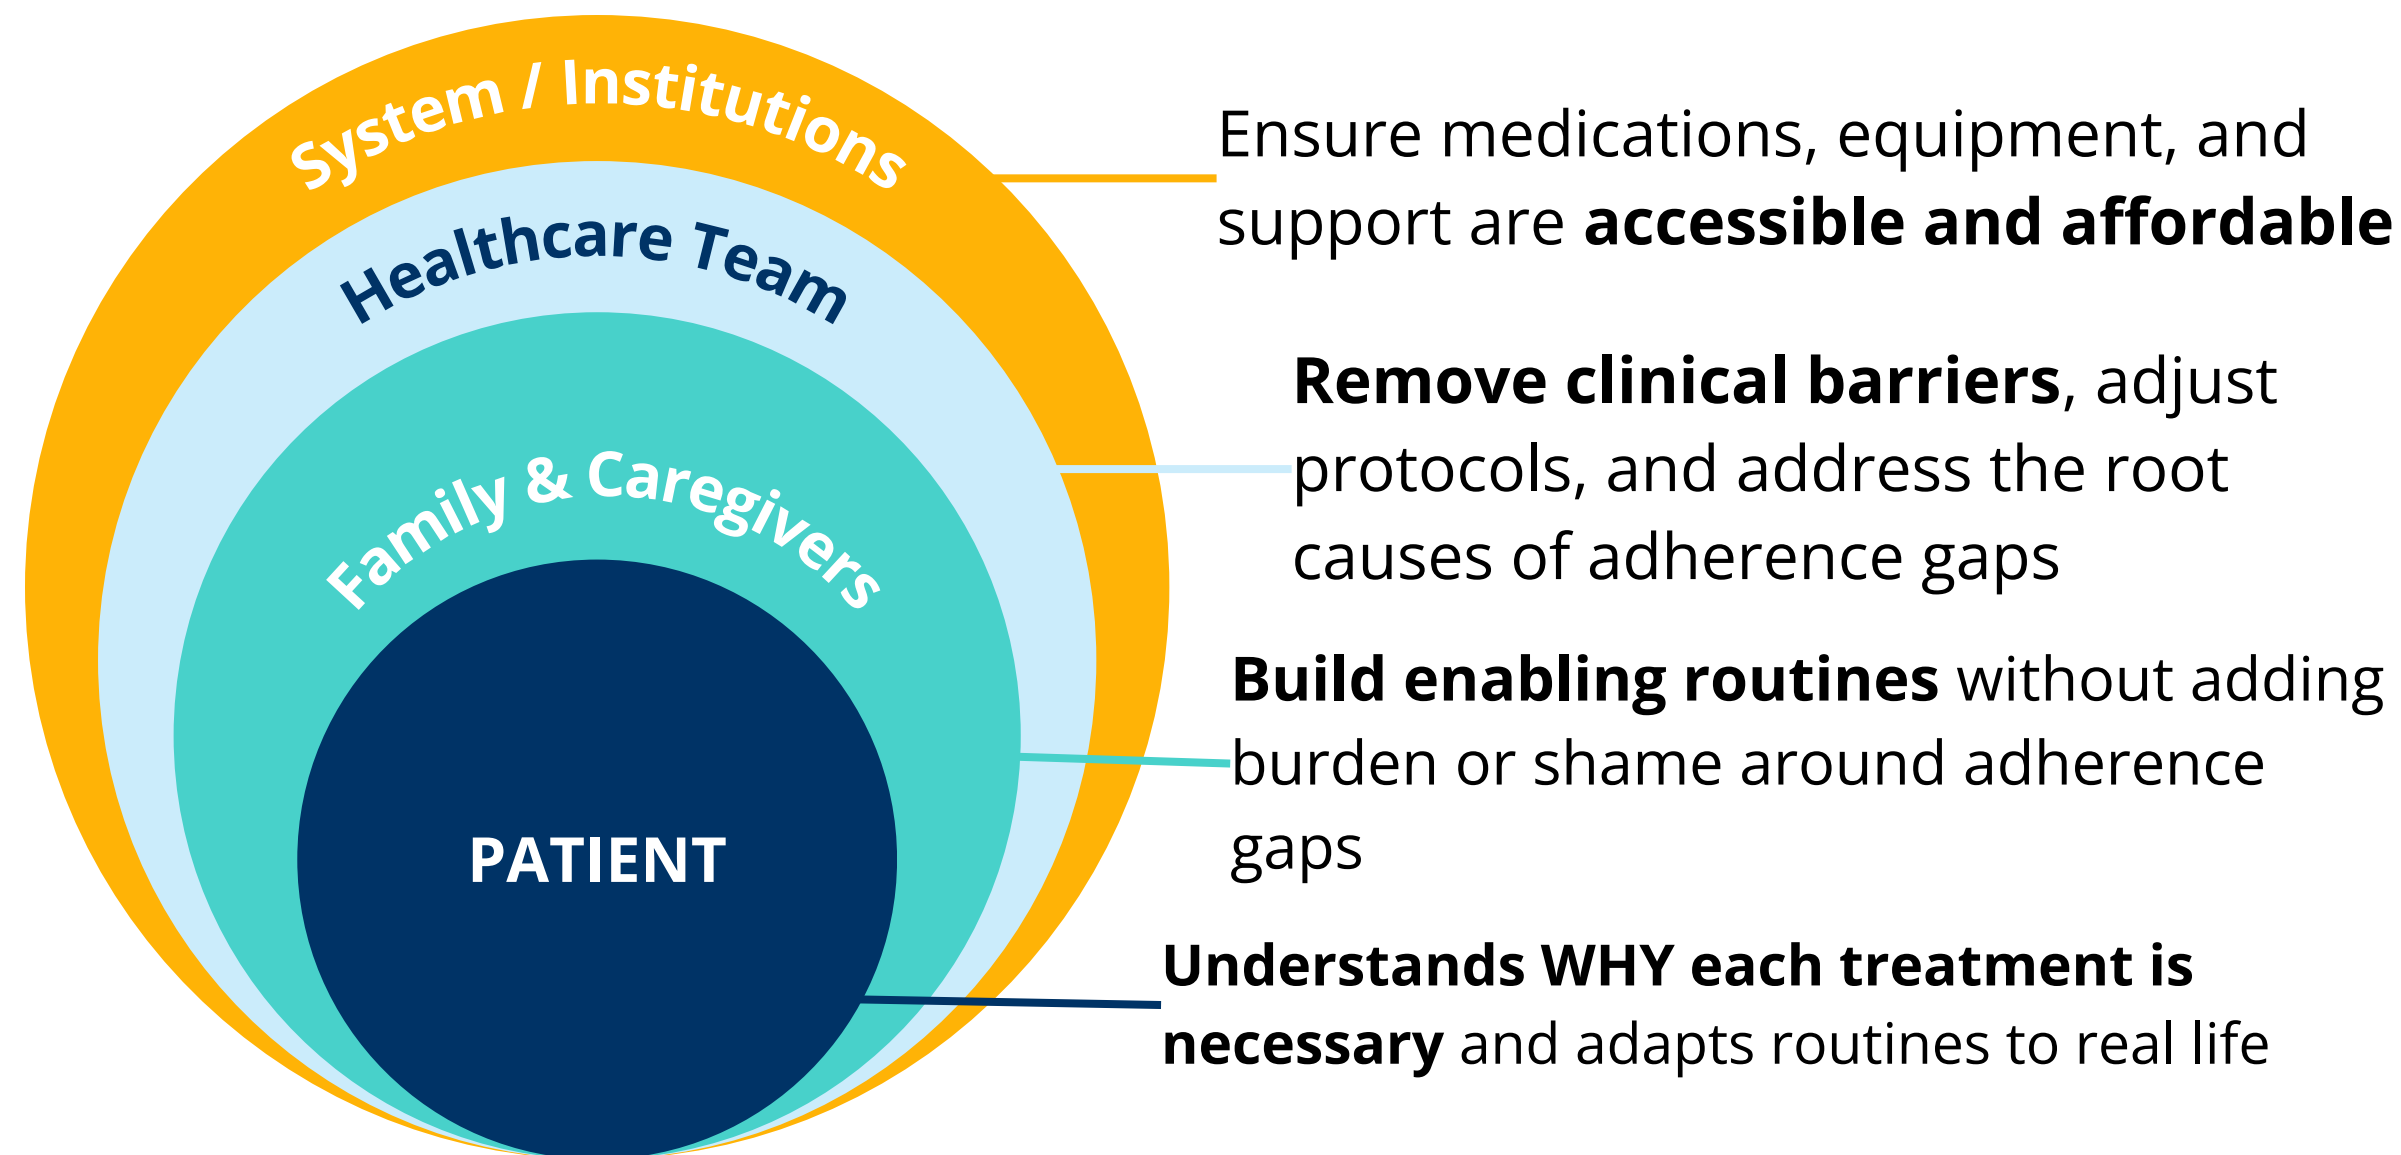 System / Institutions
Ensure medications, equipment, and
support are accessible and affordable
Healthcare Team
Remove clinical barriers, adjust
protocols, and address the root
causes of adherence gaps
Family & Caregivers
Build enabling routines without adding
burden or shame around adherence
gaps
PATIENT
Understands WHY each treatment is
necessary and adapts routines to real life